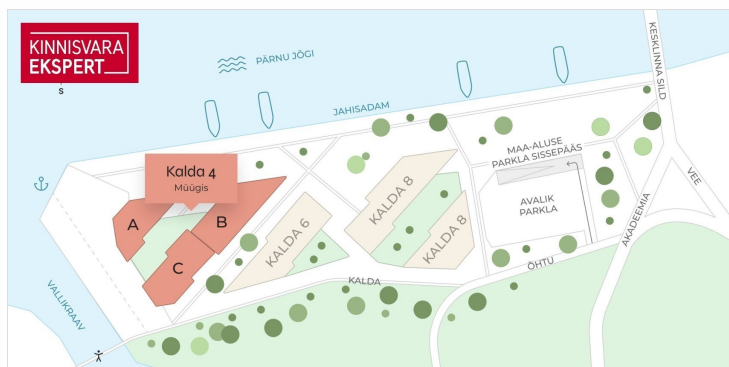 KINNISVARA
EKSPERT
S
PÄRNU JÕGI
JAHISADAM
KESKLINNA SILD
Kalda 4
Müügis
A
B
C
KALDA 6
KALDA 8
KALDA 8
MAA-ALUSE
PARKLA SISSEPÄÄS
AVALIK
PARKLA
VEE
AKADEEMIA
ÕHTU
KALDA
VALLIKRAAV